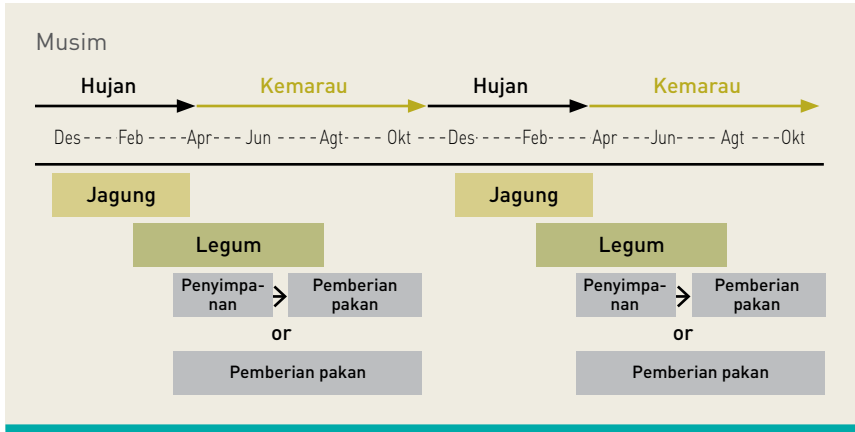 Musim
Hujan Kemarau Hujan Kemarau
Des - - - Feb - - - -Apr- - - Jun - - - -Agt- - - - Okt - - -Des- - - - -Feb- - - - Apr - - -Jun- - - - Agt - - -Okt
Jagung Jagung
Legum Legum
Penyimpa- Pemberian Penyimpa- Pemberian
nan pakan nan pakan
or or
Pemberian pakan Pemberian pakan